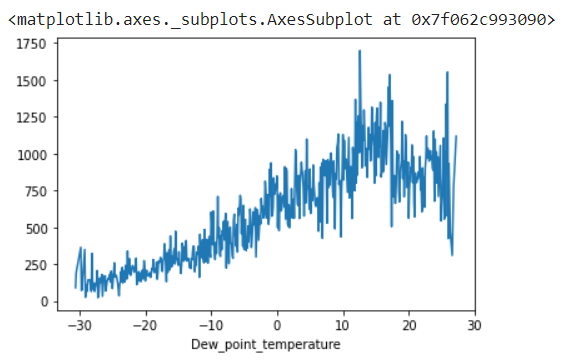 <matplotlib.axes._subplots.AxesSubplot at 0x7f062c993090>
1750
1500
1250
1000
750
500
250
0
−30 −20 −10 0 10 20 30
Dew_point_temperature